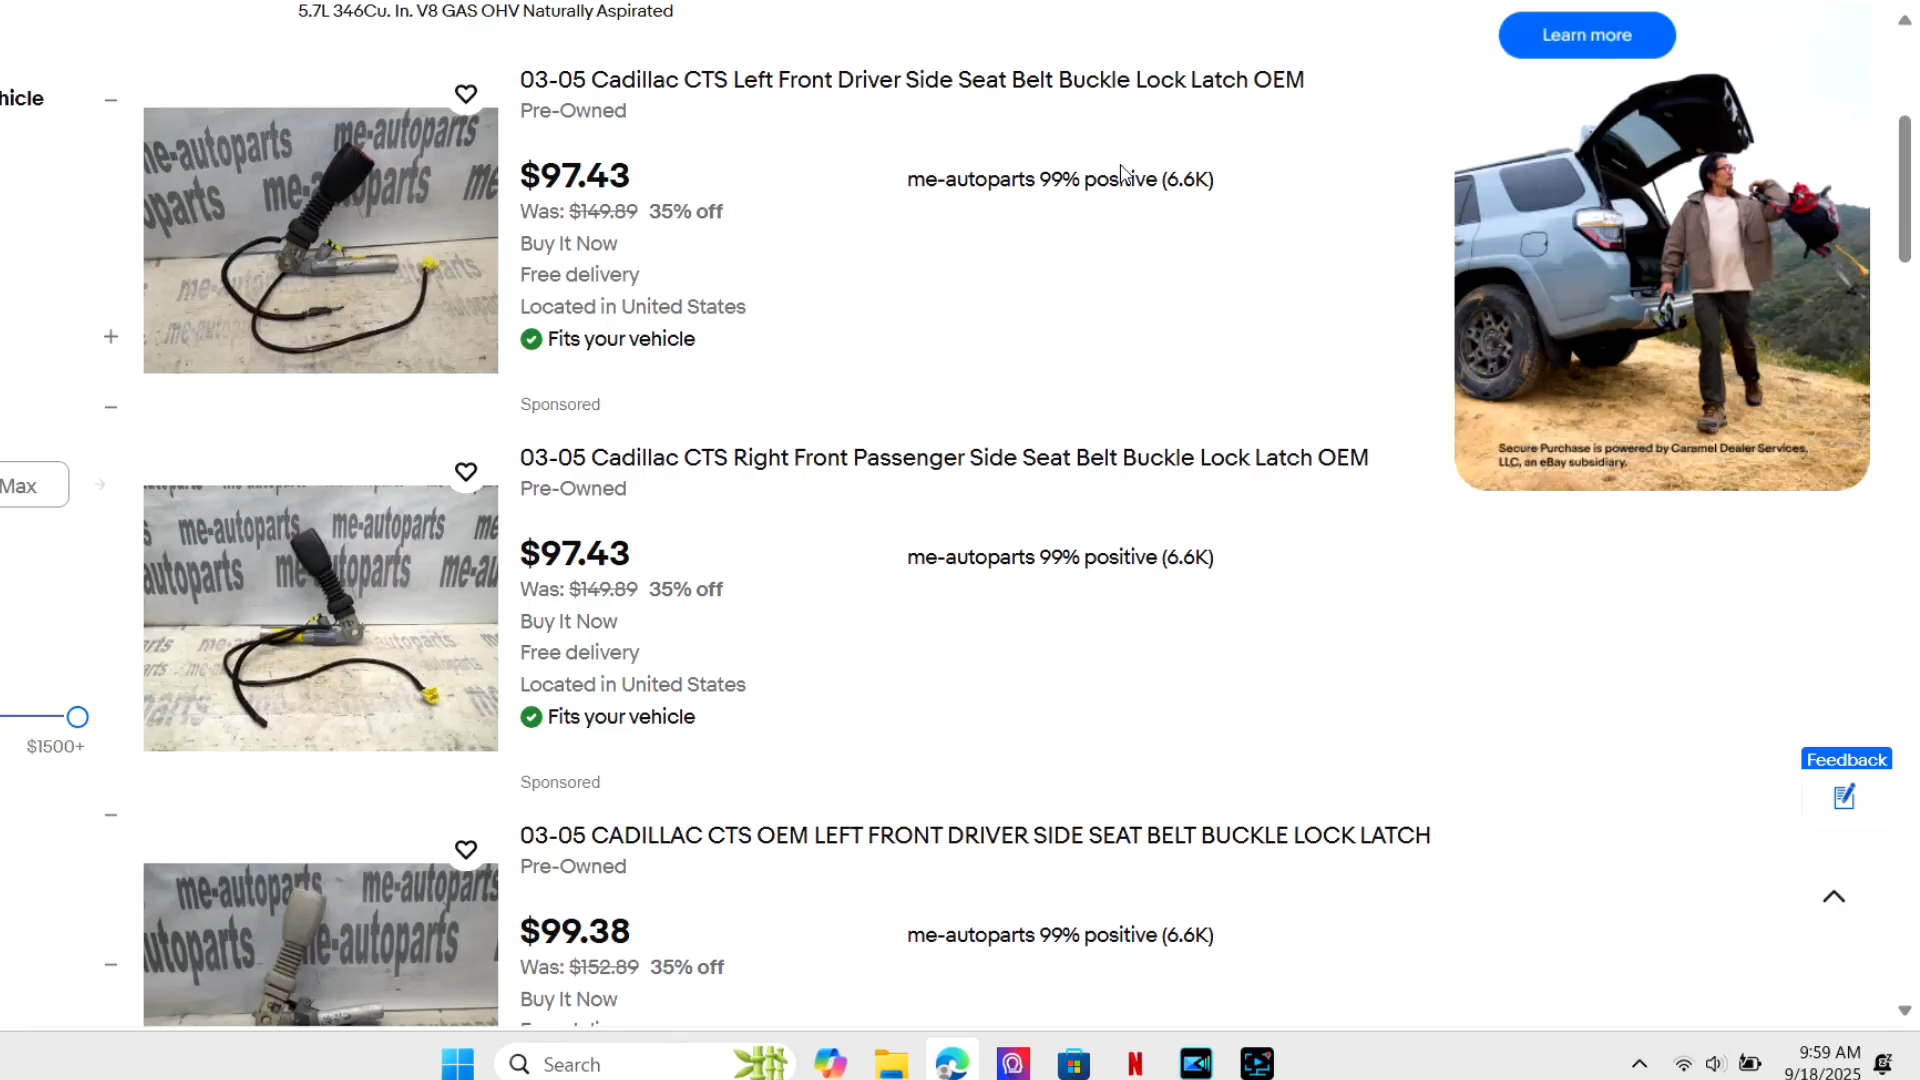 5.7L 346Cu. In. V8 GAS OHV Naturally Aspirated
Learn more
hicle
03-05 Cadillac CTS Left Front Driver Side Seat Belt Buckle Lock Latch OEM
Pre-Owned
$97.43
me-autoparts 99% positive (6.6K)
Was: $149.89 35% off
Buy It Now
Free delivery
Located in United States
Fits your vehicle
Sponsored
Secure Purchase is powered by Caramel Dealer Services,
LLC, an eBay subsidiary.
03-05 Cadillac CTS Right Front Passenger Side Seat Belt Buckle Lock Latch OEM
Pre-Owned
Max
$97.43
me-autoparts 99% positive (6.6K)
Was: $149.89 35% off
Buy It Now
Free delivery
Located in United States
Fits your vehicle
$1500+
Feedback
Sponsored
03-05 CADILLAC CTS OEM LEFT FRONT DRIVER SIDE SEAT BELT BUCKLE LOCK LATCH
Pre-Owned
$99.38
me-autoparts 99% positive (6.6K)
Was: $152.89 35% off
Buy It Now
Search
9:59 AM
9/18/2025